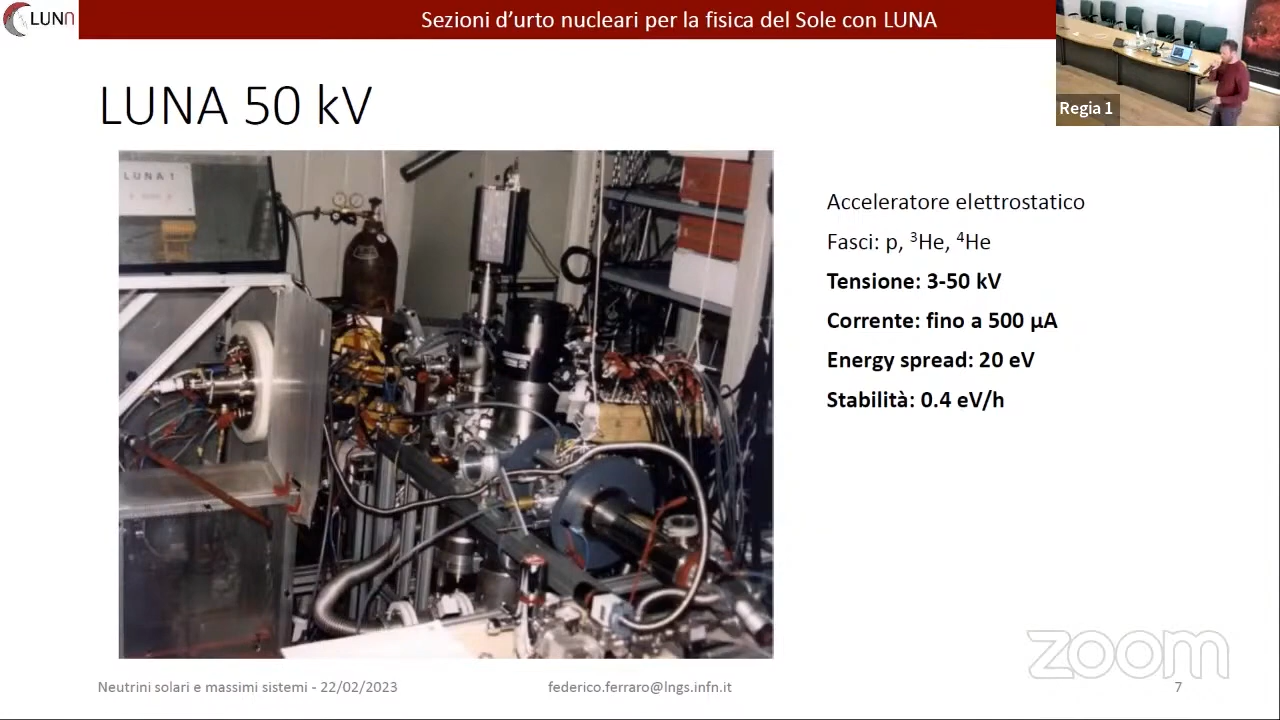 LUNA
Sezioni d'urto nucleari per la fisica del Sole con LUNA
Regia 1
LUNA 50 kV
LUNA 1
Acceleratore elettrostatico
Fasci: p, ³He, ⁴He
Tensione: 3-50 kV
Corrente: fino a 500 µA
Energy spread: 20 eV
Stabilità: 0.4 eV/h
zoom
Neutrini solari e massimi sistemi - 22/02/2023
federico.ferraro@lngs.infn.it
7